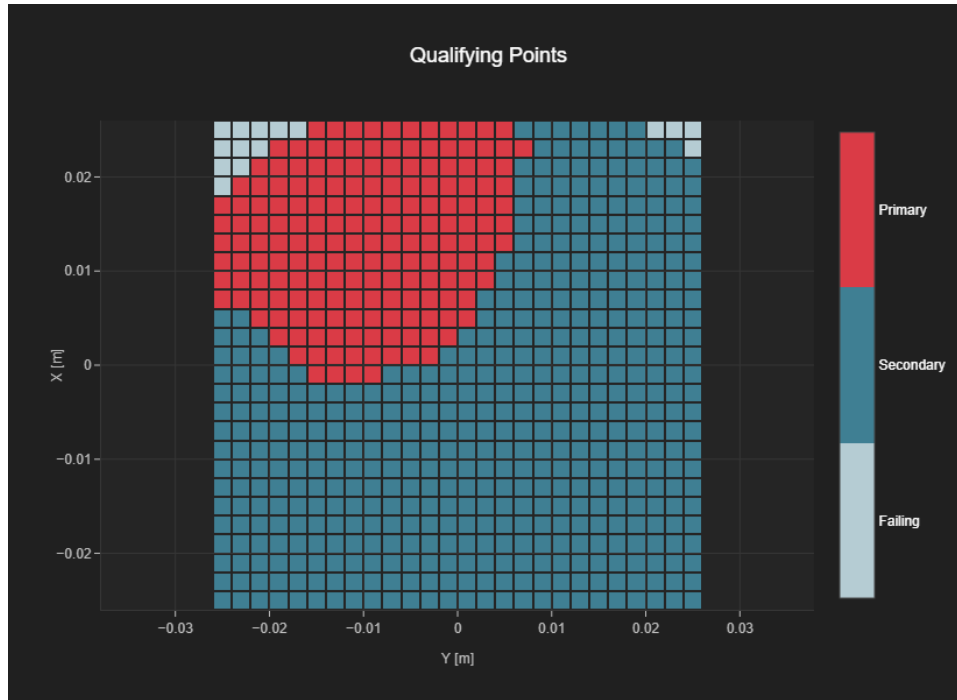 Qualifying Points
0.02
0.01
0
−0.01
−0.02
X [m]
−0.03
−0.02
−0.01
0
0.01
0.02
0.03
Y [m]
Primary
Secondary
Failing